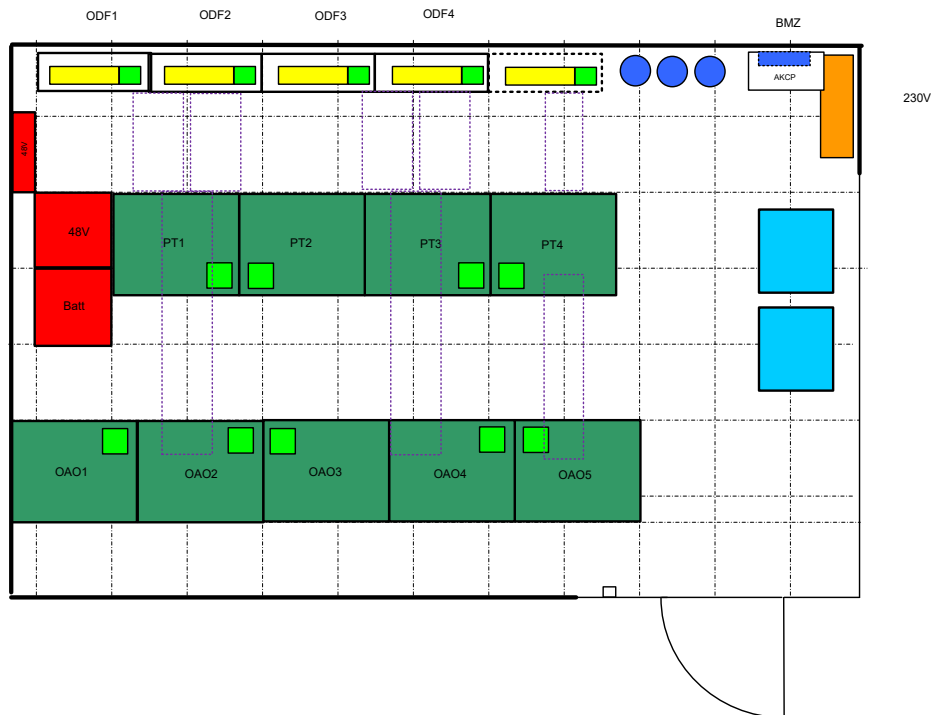 ODF1
ODF2
ODF3
ODF4
BMZ
AKCP
230V
48V
48V
PT1
PT2
PT3
PT4
Batt
OAO1
OAO2
OAO3
OAO4
OAO5